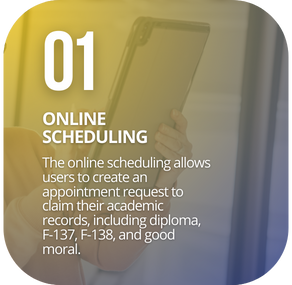 01
ONLINE
SCHEDULING
The online scheduling allows
users to create an
appointment request to
claim their academic
records, including diploma,
F-137, F-138, and good
moral.